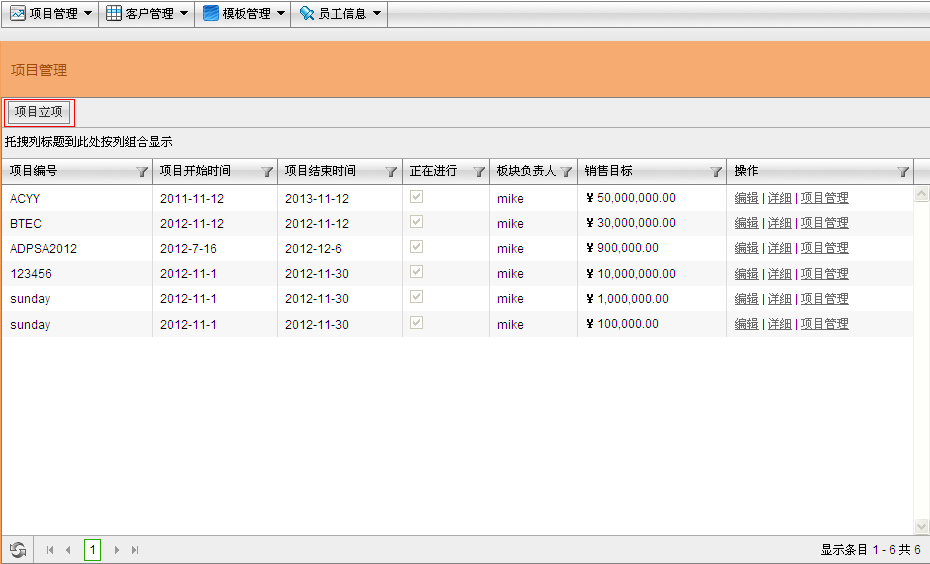 项目管理 客户管理 模板管理 员工信息
项目管理
项目立项
托拽列标题到此处按列组合显示
项目编号 项目开始时间 项目结束时间 正在进行 板块负责人 销售目标 操作
ACYY 2011-11-12 2013-11-12 mike ¥ 50,000,000.00 编辑 | 详细 | 项目管理
BTEC 2012-11-12 2012-11-12 mike ¥ 30,000,000.00 编辑 | 详细 | 项目管理
ADPSA2012 2012-7-16 2012-12-6 mike ¥ 900,000.00 编辑 | 详细 | 项目管理
123456 2012-11-1 2012-11-30 mike ¥ 10,000,000.00 编辑 | 详细 | 项目管理
sunday 2012-11-1 2012-11-30 mike ¥ 1,000,000.00 编辑 | 详细 | 项目管理
sunday 2012-11-1 2012-11-30 mike ¥ 100,000.00 编辑 | 详细 | 项目管理
1 显示条目 1 - 6 共 6